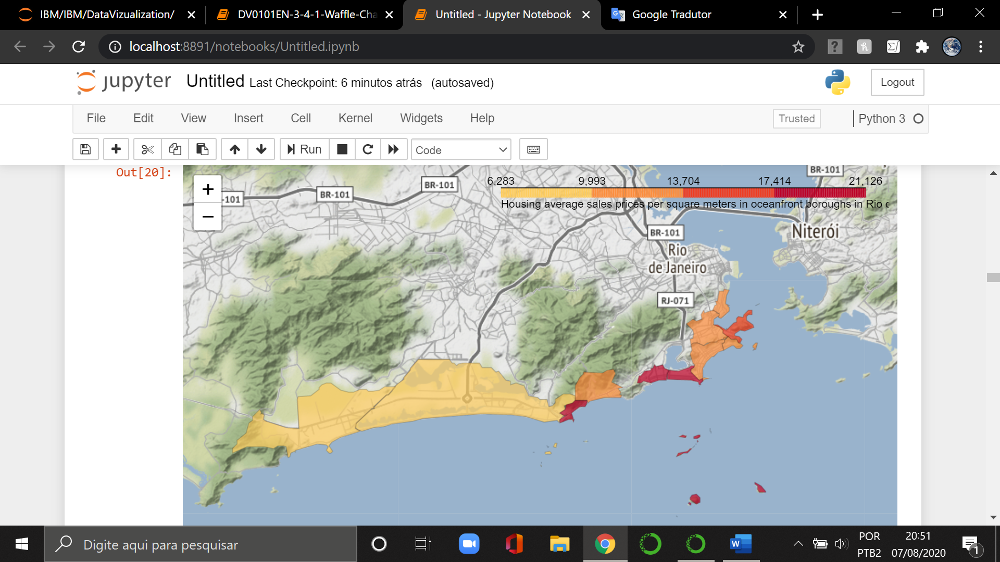 IBM/IBM/DataVizualization/
DV0101EN-3-4-1-Waffle-Cha
Untitled - Jupyter Notebook
Google Tradutor
localhost:8891/notebooks/Untitled.ipynb
jupyter Untitled Last Checkpoint: 6 minutos atrás (autosaved)
Logout
File Edit View Insert Cell Kernel Widgets Help
Trusted
Python 3
Run
Code
Out[20]:
+
−
-101
BR-101
BR-101
BR-101
6,283 9,993 13,704 17,414 21,126
Housing average sales prices per square meters in oceanfront boroughs in Rio
BR-101
Niterói
Rio
de Janeiro
RJ-071
Digite aqui para pesquisar
POR
PTB2
20:51
07/08/2020
1